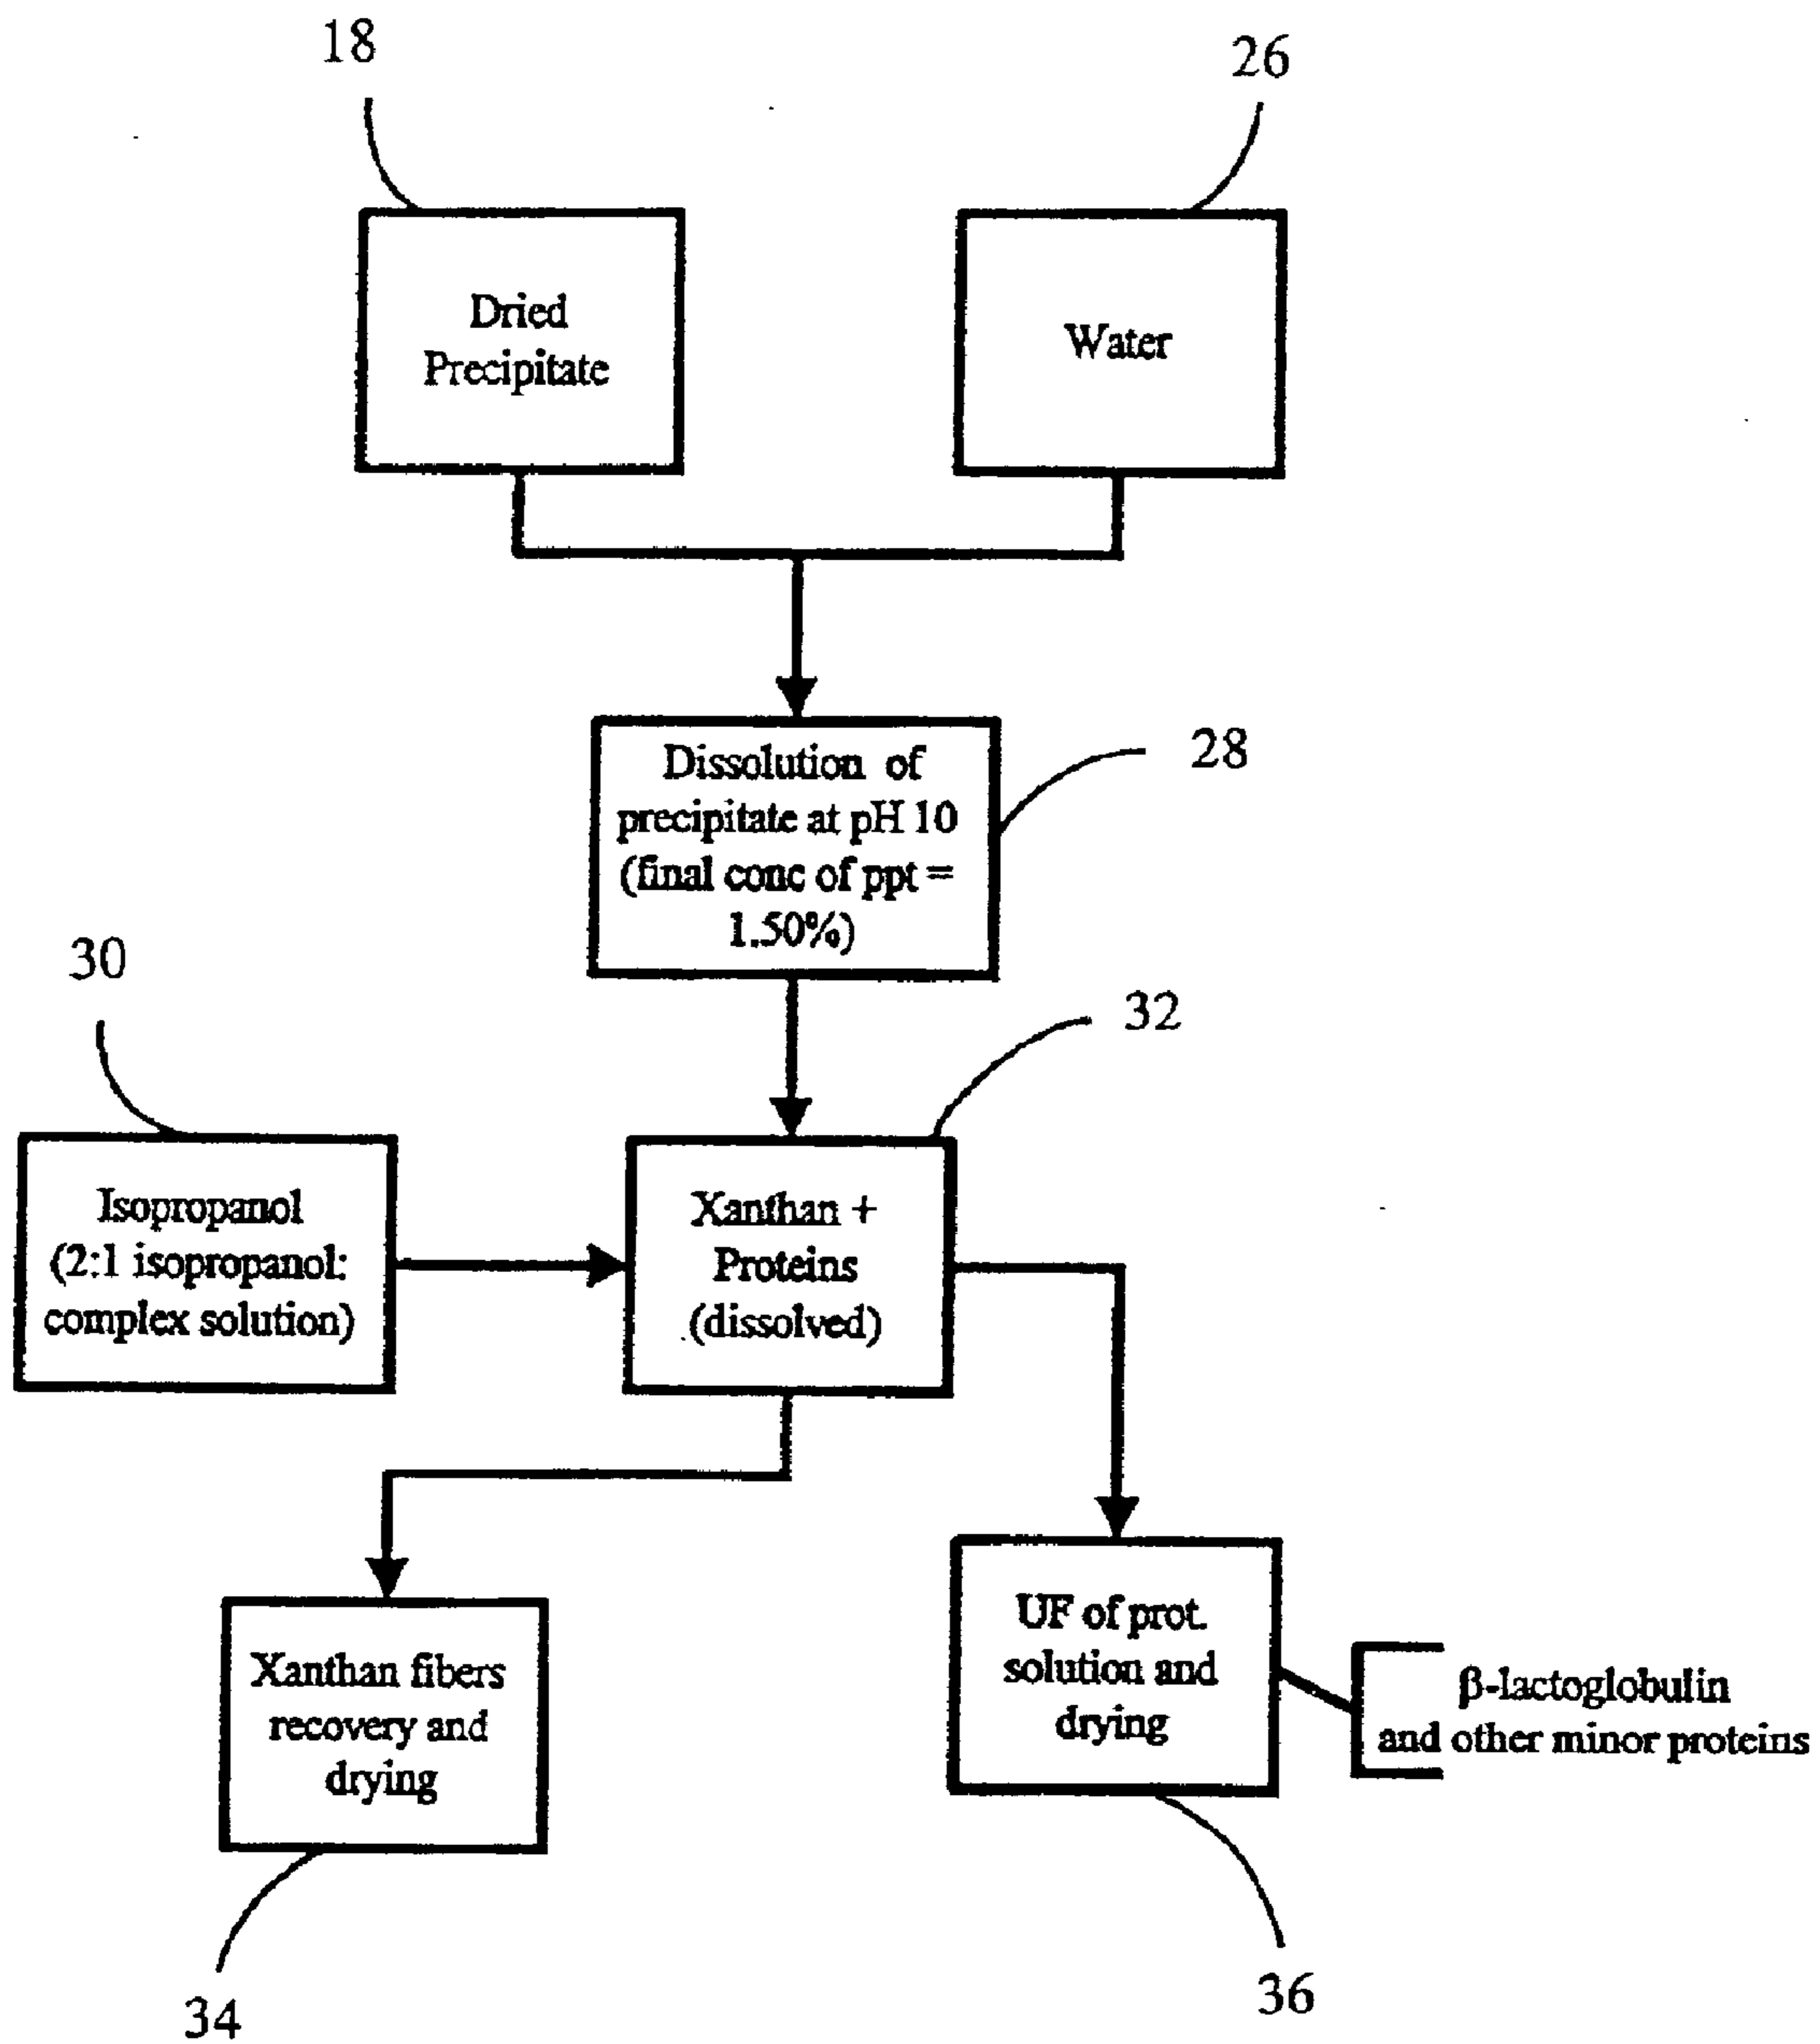 18
26
Dried
Precipitate
Water
Dissolution of
precipitate at pH 10
(final conc of ppt =
1.50%)
28
30
32
Isopropanol
(2:1 isopropanol:
complex solution)
Xanthan +
Proteins
(dissolved)
Xanthan fibers
recovery and
drying
UF of prot.
solution and
drying
β-lactoglobulin
and other minor proteins
34
36